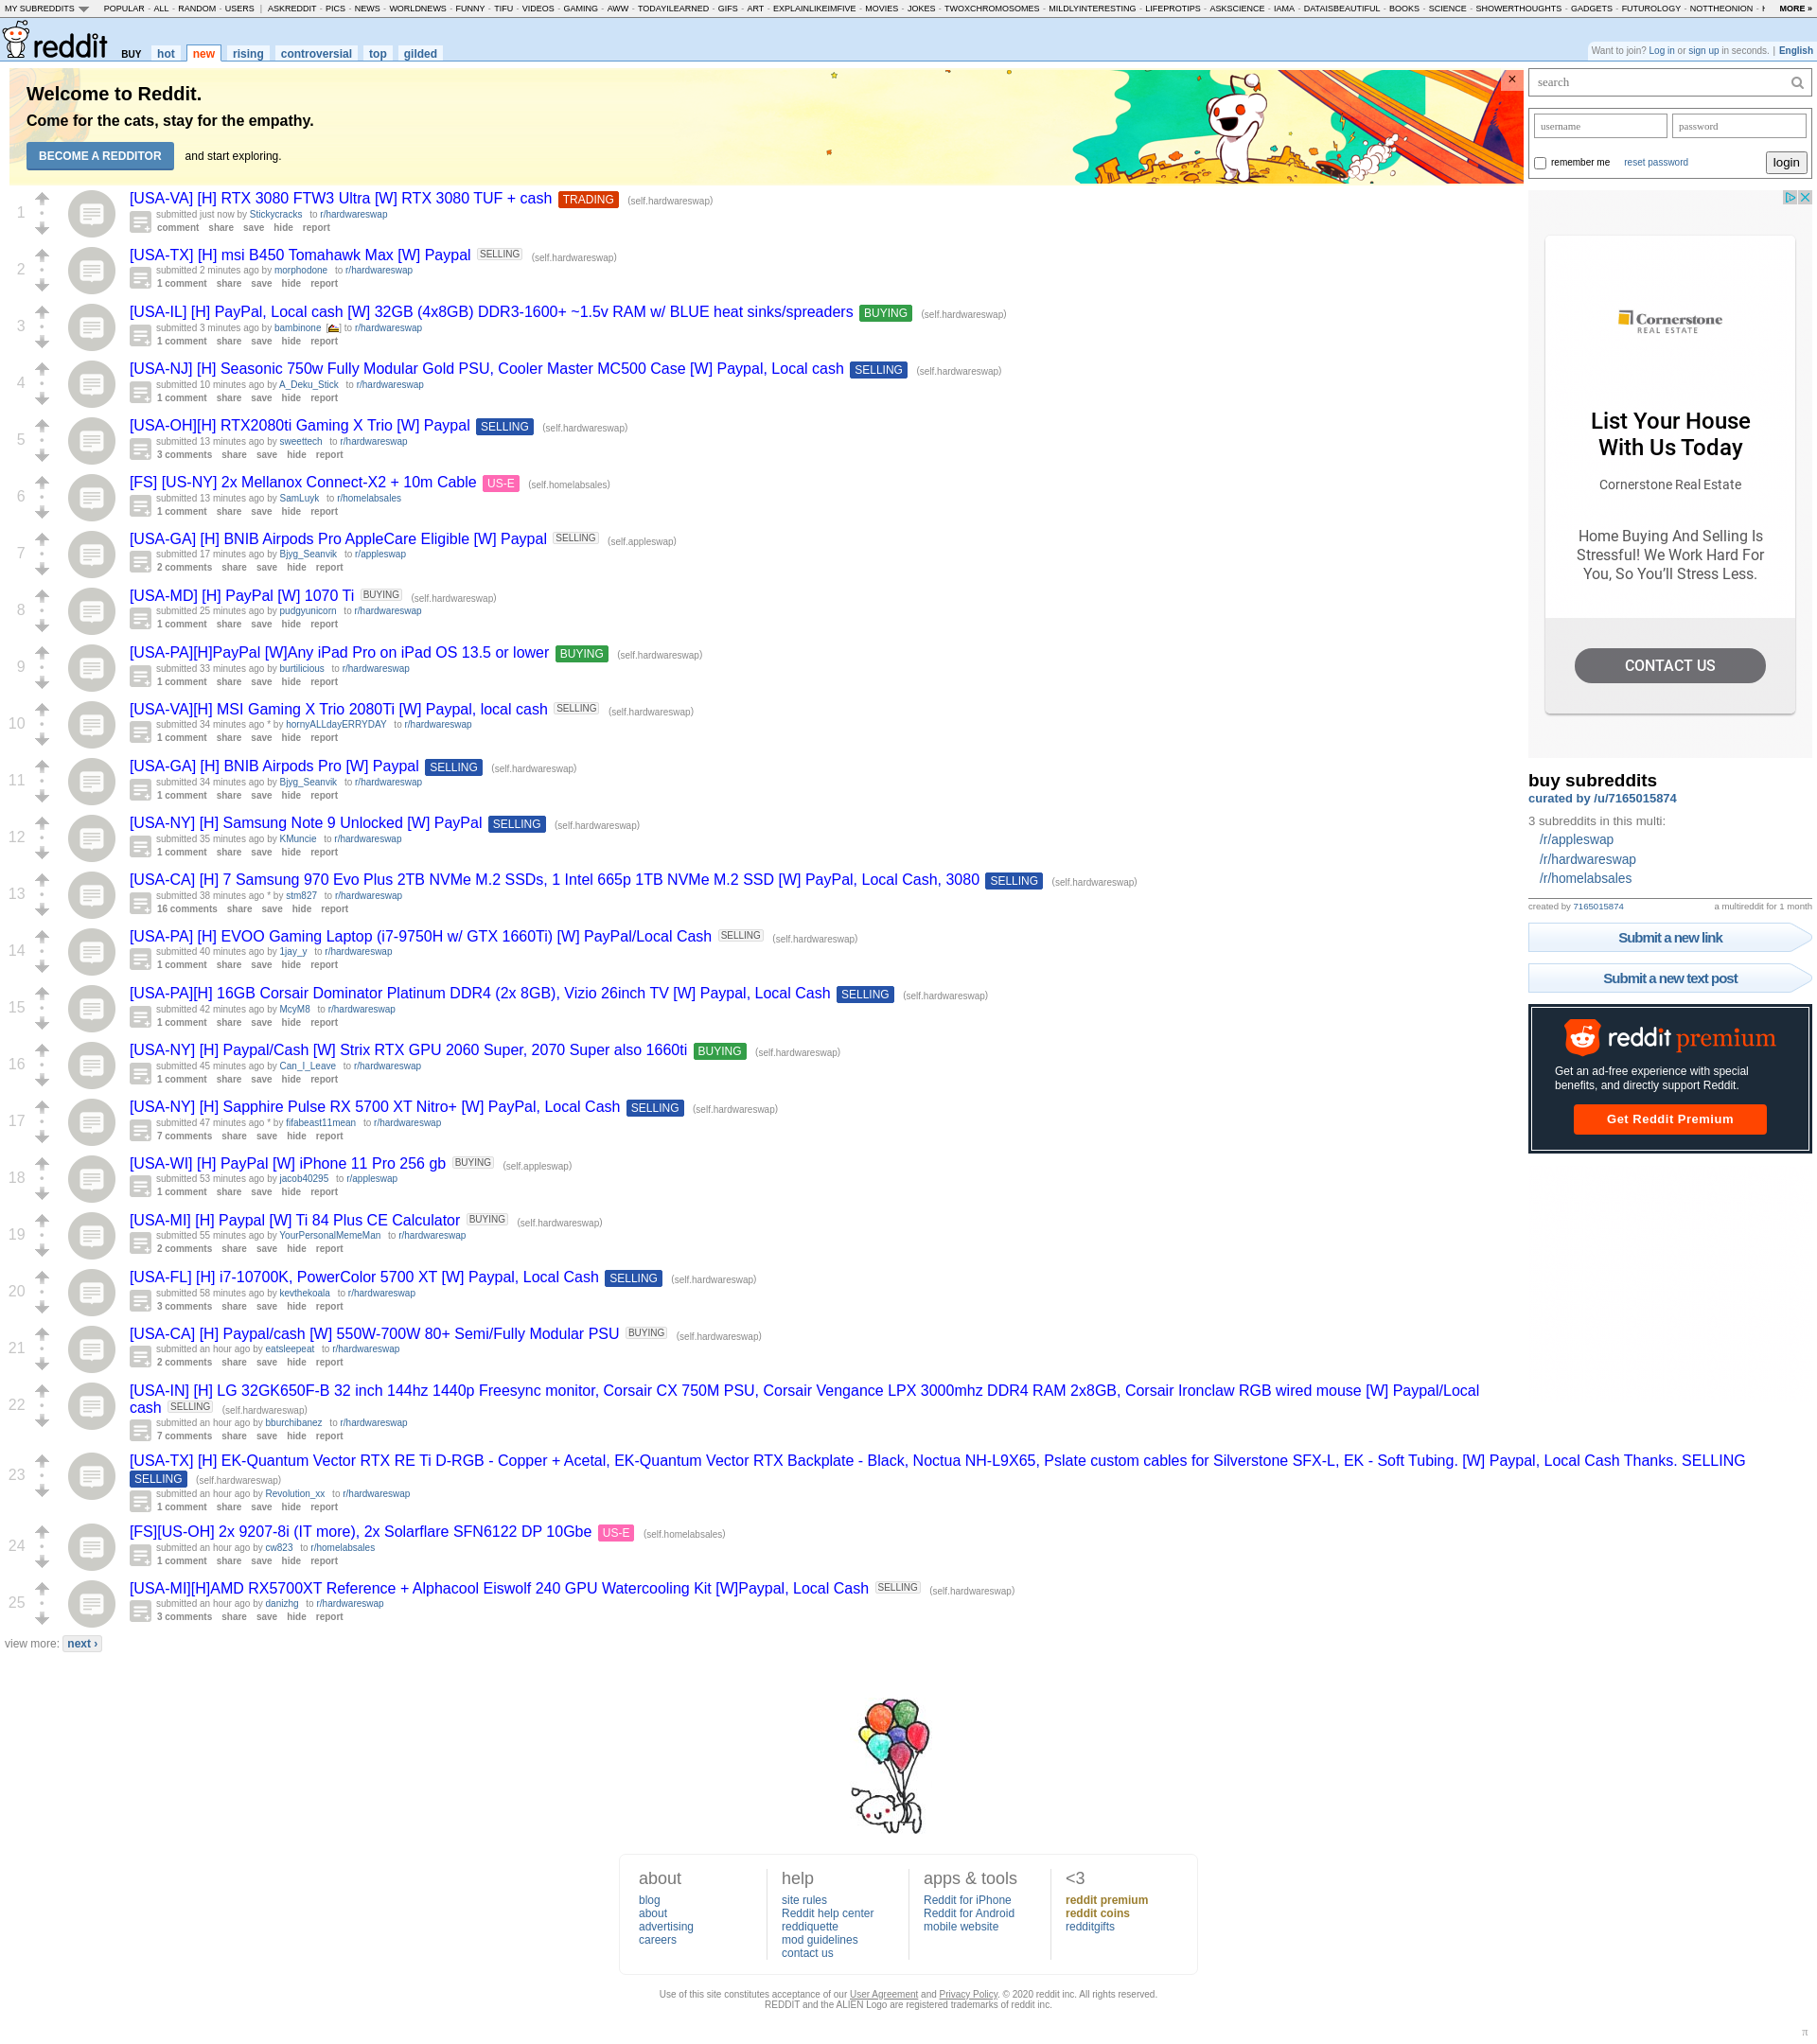 MY SUBREDDITS POPULAR - ALL - RANDOM - USERS | ASKREDDIT - PICS - NEWS - WORLDNEWS - FUNNY - TIFU - VIDEOS - GAMING - AWW - TODAYILEARNED - GIFS - ART - EXPLAINLIKEIMFIVE - MOVIES - JOKES - TWOXCHROMOSOMES - MILDLYINTERESTING - LIFEPROTIPS - ASKSCIENCE - IAMA - DATAISBEAUTIFUL - BOOKS - SCIENCE - SHOWERTHOUGHTS - GADGETS - FUTUROLOGY - NOTTHEONION - MORE »
reddit BUY hot new rising controversial top gilded
Want to join? Log in or sign up in seconds. | English
Welcome to Reddit.
Come for the cats, stay for the empathy.
BECOME A REDDITOR and start exploring.
1
[USA-VA] [H] RTX 3080 FTW3 Ultra [W] RTX 3080 TUF + cash TRADING (self.hardwareswap)
submitted just now by Stickycracks to r/hardwareswap
comment share save hide report
2
[USA-TX] [H] msi B450 Tomahawk Max [W] Paypal SELLING (self.hardwareswap)
submitted 2 minutes ago by morphodone to r/hardwareswap
1 comment share save hide report
3
[USA-IL] [H] PayPal, Local cash [W] 32GB (4x8GB) DDR3-1600+ ~1.5v RAM w/ BLUE heat sinks/spreaders BUYING (self.hardwareswap)
submitted 3 minutes ago by bambinone [] to r/hardwareswap
1 comment share save hide report
4
[USA-NJ] [H] Seasonic 750w Fully Modular Gold PSU, Cooler Master MC500 Case [W] Paypal, Local cash SELLING (self.hardwareswap)
submitted 10 minutes ago by A_Deku_Stick to r/hardwareswap
1 comment share save hide report
5
[USA-OH][H] RTX2080ti Gaming X Trio [W] Paypal SELLING (self.hardwareswap)
submitted 13 minutes ago by sweettech to r/hardwareswap
3 comments share save hide report
6
[FS] [US-NY] 2x Mellanox Connect-X2 + 10m Cable US-E (self.homelabsales)
submitted 13 minutes ago by SamLuyk to r/homelabsales
1 comment share save hide report
7
[USA-GA] [H] BNIB Airpods Pro AppleCare Eligible [W] Paypal SELLING (self.appleswap)
submitted 17 minutes ago by Bjyg_Seanvik to r/appleswap
2 comments share save hide report
8
[USA-MD] [H] PayPal [W] 1070 Ti BUYING (self.hardwareswap)
submitted 25 minutes ago by pudgyunicorn to r/hardwareswap
1 comment share save hide report
9
[USA-PA][H]PayPal [W]Any iPad Pro on iPad OS 13.5 or lower BUYING (self.hardwareswap)
submitted 33 minutes ago by burtilicious to r/hardwareswap
1 comment share save hide report
10
[USA-VA][H] MSI Gaming X Trio 2080Ti [W] Paypal, local cash SELLING (self.hardwareswap)
submitted 34 minutes ago * by hornyALLdayERRYDAY to r/hardwareswap
1 comment share save hide report
11
[USA-GA] [H] BNIB Airpods Pro [W] Paypal SELLING (self.hardwareswap)
submitted 34 minutes ago by Bjyg_Seanvik to r/hardwareswap
1 comment share save hide report
12
[USA-NY] [H] Samsung Note 9 Unlocked [W] PayPal SELLING (self.hardwareswap)
submitted 35 minutes ago by KMuncie to r/hardwareswap
1 comment share save hide report
13
[USA-CA] [H] 7 Samsung 970 Evo Plus 2TB NVMe M.2 SSDs, 1 Intel 665p 1TB NVMe M.2 SSD [W] PayPal, Local Cash, 3080 SELLING (self.hardwareswap)
submitted 38 minutes ago * by stm827 to r/hardwareswap
16 comments share save hide report
14
[USA-PA] [H] EVOO Gaming Laptop (i7-9750H w/ GTX 1660Ti) [W] PayPal/Local Cash SELLING (self.hardwareswap)
submitted 40 minutes ago by 1jay_y to r/hardwareswap
1 comment share save hide report
15
[USA-PA][H] 16GB Corsair Dominator Platinum DDR4 (2x 8GB), Vizio 26inch TV [W] Paypal, Local Cash SELLING (self.hardwareswap)
submitted 42 minutes ago by McyM8 to r/hardwareswap
1 comment share save hide report
16
[USA-NY] [H] Paypal/Cash [W] Strix RTX GPU 2060 Super, 2070 Super also 1660ti BUYING (self.hardwareswap)
submitted 45 minutes ago by Can_I_Leave to r/hardwareswap
1 comment share save hide report
17
[USA-NY] [H] Sapphire Pulse RX 5700 XT Nitro+ [W] PayPal, Local Cash SELLING (self.hardwareswap)
submitted 47 minutes ago * by fifabeast11mean to r/hardwareswap
7 comments share save hide report
18
[USA-WI] [H] PayPal [W] iPhone 11 Pro 256 gb BUYING (self.appleswap)
submitted 53 minutes ago by jacob40295 to r/appleswap
1 comment share save hide report
19
[USA-MI] [H] Paypal [W] Ti 84 Plus CE Calculator BUYING (self.hardwareswap)
submitted 55 minutes ago by YourPersonalMemeMan to r/hardwareswap
2 comments share save hide report
20
[USA-FL] [H] i7-10700K, PowerColor 5700 XT [W] Paypal, Local Cash SELLING (self.hardwareswap)
submitted 58 minutes ago by kevthekoala to r/hardwareswap
3 comments share save hide report
21
[USA-CA] [H] Paypal/cash [W] 550W-700W 80+ Semi/Fully Modular PSU BUYING (self.hardwareswap)
submitted an hour ago by eatsleepeat to r/hardwareswap
2 comments share save hide report
22
[USA-IN] [H] LG 32GK650F-B 32 inch 144hz 1440p Freesync monitor, Corsair CX 750M PSU, Corsair Vengance LPX 3000mhz DDR4 RAM 2x8GB, Corsair Ironclaw RGB wired mouse [W] Paypal/Local
cash SELLING (self.hardwareswap)
submitted an hour ago by bburchibanez to r/hardwareswap
7 comments share save hide report
23
[USA-TX] [H] EK-Quantum Vector RTX RE Ti D-RGB - Copper + Acetal, EK-Quantum Vector RTX Backplate - Black, Noctua NH-L9X65, Pslate custom cables for Silverstone SFX-L, EK - Soft Tubing. [W] Paypal, Local Cash Thanks. SELLING
SELLING (self.hardwareswap)
submitted an hour ago by Revolution_xx to r/hardwareswap
1 comment share save hide report
24
[FS][US-OH] 2x 9207-8i (IT more), 2x Solarflare SFN6122 DP 10Gbe US-E (self.homelabsales)
submitted an hour ago by cw823 to r/homelabsales
1 comment share save hide report
25
[USA-MI][H]AMD RX5700XT Reference + Alphacool Eiswolf 240 GPU Watercooling Kit [W]Paypal, Local Cash SELLING (self.hardwareswap)
submitted an hour ago by danizhg to r/hardwareswap
3 comments share save hide report
view more: next ›
search
username password
remember me reset password login
Cornerstone
REAL ESTATE
List Your House
With Us Today
Cornerstone Real Estate
Home Buying And Selling Is
Stressful! We Work Hard For
You, So You'll Stress Less.
CONTACT US
buy subreddits
curated by /u/7165015874
3 subreddits in this multi:
/r/appleswap
/r/hardwareswap
/r/homelabsales
created by 7165015874 a multireddit for 1 month
Submit a new link
Submit a new text post
reddit premium
Get an ad-free experience with special
benefits, and directly support Reddit.
Get Reddit Premium
about
blog
about
advertising
careers
help
site rules
Reddit help center
reddiquette
mod guidelines
contact us
apps & tools
Reddit for iPhone
Reddit for Android
mobile website
<3
reddit premium
reddit coins
redditgifts
Use of this site constitutes acceptance of our User Agreement and Privacy Policy. © 2020 reddit inc. All rights reserved.
REDDIT and the ALIEN Logo are registered trademarks of reddit inc.
π